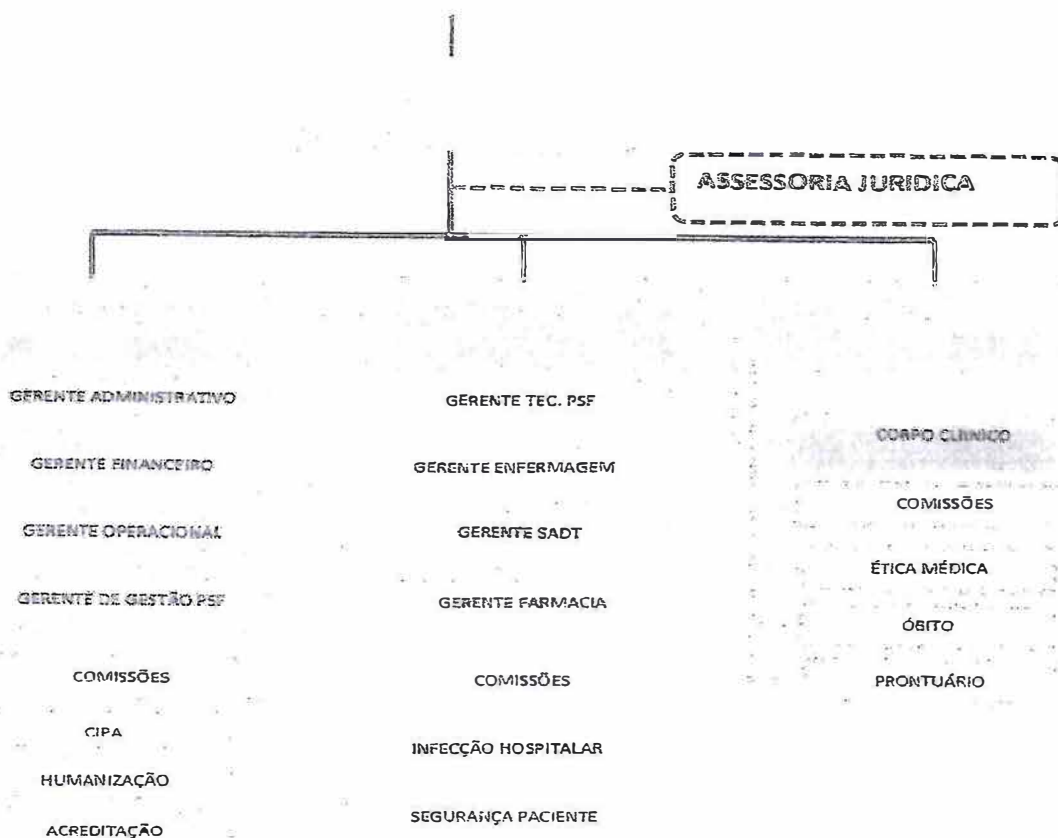 ASSESSORIA JURIDICA
GERENTE ADMINISTRATIVO
GERENTE FINANCEIRO
GERENTE OPERACIONAL
GERENTE DE GESTÃO PSF
COMISSÕES
CIPA
HUMANIZAÇÃO
ACREDITAÇÃO
GERENTE TEC. PSF
GERENTE ENFERMAGEM
GERENTE SADT
GERENTE FARMACIA
COMISSÕES
INFECÇÃO HOSPITALAR
SEGURANÇA PACIENTE
CORPO CLINICO
COMISSÕES
ÉTICA MÉDICA
ÓBITO
PRONTUÁRIO